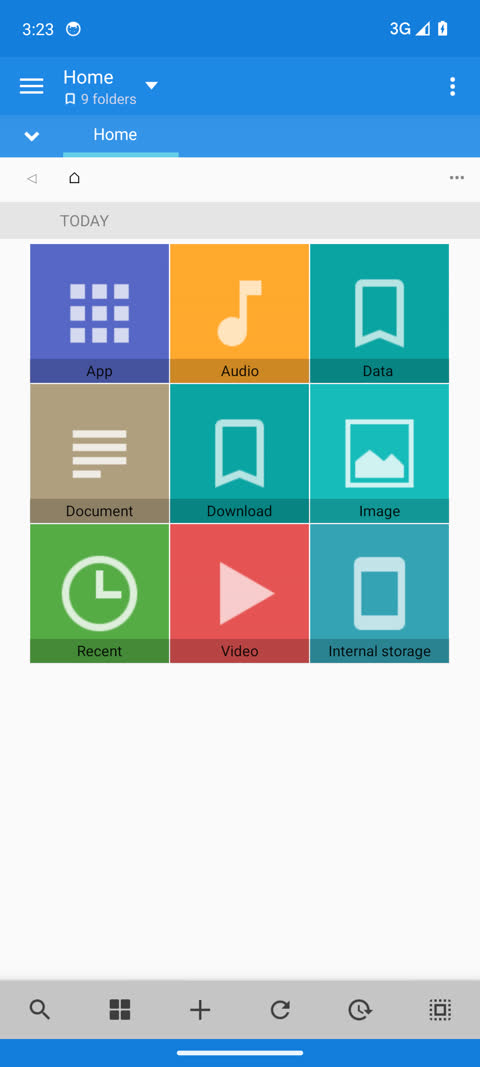 3:23
3G
Home
9 folders
Home
TODAY
App
Audio
Data
Document
Download
Image
Recent
Video
Internal storage